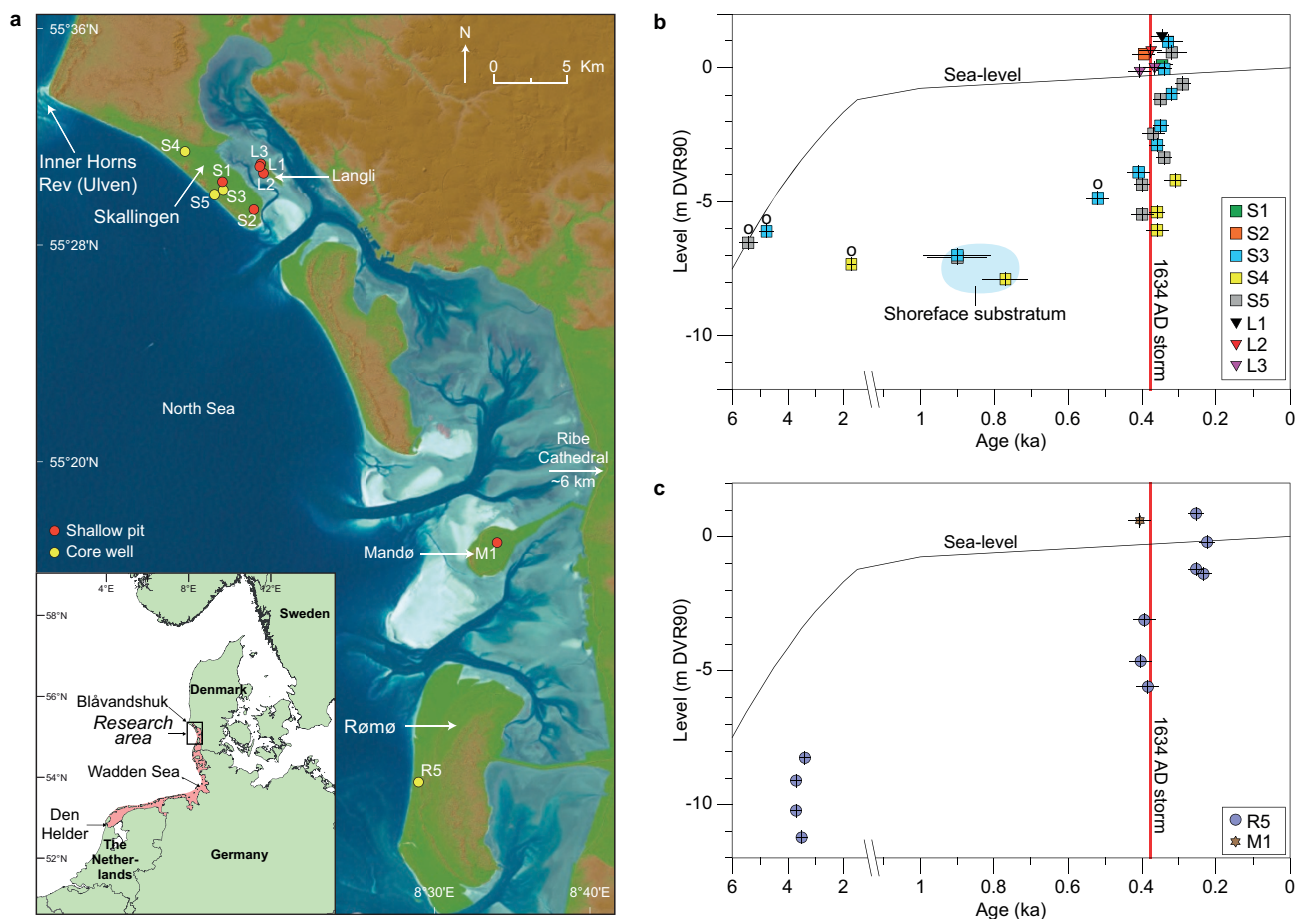 a
55°36'N
N
0 5 Km
Inner Horns
Rev (Ulven)
S4
Skallingen
S1
S3
S5
S2
L3
L1
L2
Langli
55°28'N
North Sea
55°20'N
Ribe
Cathedral
~6 km
Shallow pit
Core well
Mandø
M1
Rømø
R5
8°30'E
8°40'E
4°E
8°E
12°E
58°N
56°N
54°N
52°N
Sweden
Denmark
Blåvandshuk
Research
area
Wadden Sea
Den
Helder
The
Nether-
lands
Germany
b
Level (m DVR90)
0
-5
-10
Sea-level
o
o
o
o
Shoreface substratum
1634 AD storm
S1
S2
S3
S4
S5
L1
L2
L3
6 4 2 1 0.8 0.6 0.4 0.2 0
Age (ka)
c
Level (m DVR90)
0
-5
-10
Sea-level
1634 AD storm
R5
M1
6 4 2 1 0.8 0.6 0.4 0.2 0
Age (ka)